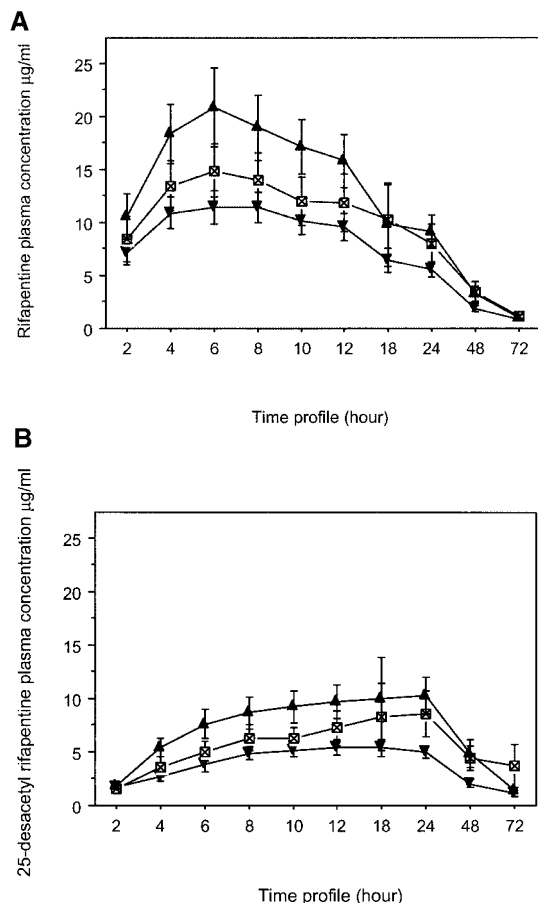 A
Rifapentine plasma concentration µg/ml
25
20
15
10
5
0
2 4 6 8 10 12 18 24 48 72
Time profile (hour)
B
25-desacetyl rifapentine plasma concentration µg/ml
25
20
15
10
5
0
2 4 6 8 10 12 18 24 48 72
Time profile (hour)